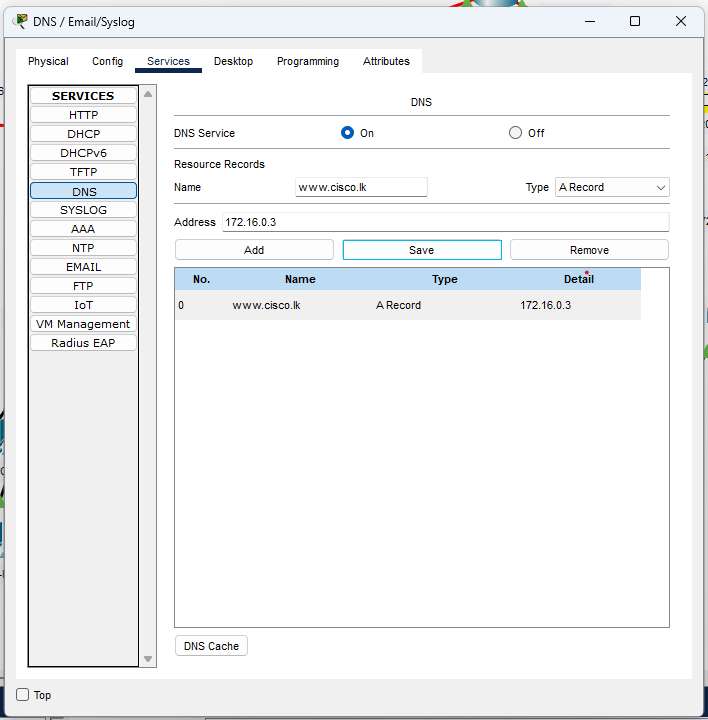 DNS / Email/Syslog
Physical Config Services Desktop Programming Attributes
SERVICES
HTTP
DHCP
DHCPv6
TFTP
DNS
SYSLOG
AAA
NTP
EMAIL
FTP
IoT
VM Management
Radius EAP
DNS
DNS Service On Off
Resource Records
Name www.cisco.lk Type A Record
Address 172.16.0.3
Add Save Remove
No. Name Type Detail
0 www.cisco.lk A Record 172.16.0.3
DNS Cache
Top